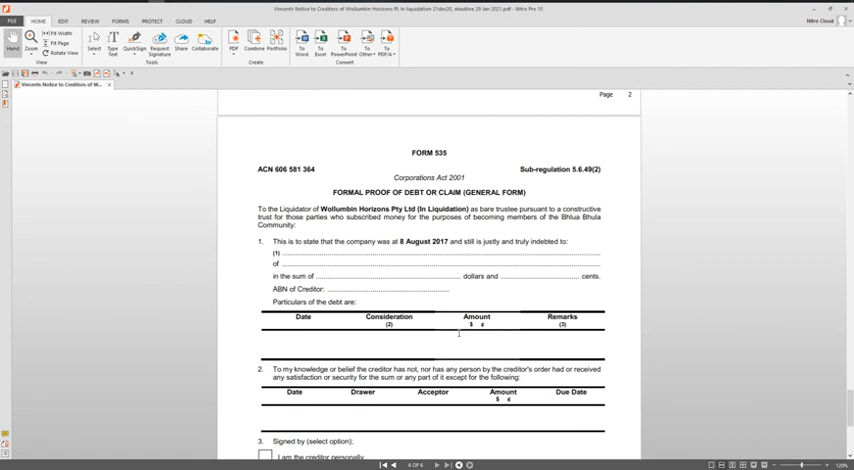 Vincents Notice to Creditors of Wollumbin Horizons PL in liquidation 21dec20, deadline 29 Jan 2021.pdf - Nitro Pro 10
FILE HOME EDIT REVIEW FORMS PROTECT CLOUD HELP
Nitro Cloud
Hand
Zoom
Fit Width
Fit Page
Rotate View
View
Select
Type Text
QuickSign
Request Signature
Share
Collaborate
Tools
PDF
Combine
Portfolio
Create
To Word
To Excel
To PowerPoint
To Other
To PDF/A
Convert
Vincents Notice to Creditors of W...
Page 2
FORM 535
ACN 606 581 364 Sub-regulation 5.6.49(2)
Corporations Act 2001
FORMAL PROOF OF DEBT OR CLAIM (GENERAL FORM)
To the Liquidator of Wollumbin Horizons Pty Ltd (In Liquidation) as bare trustee pursuant to a constructive
trust for those parties who subscribed money for the purposes of becoming members of the Bhlua Bhula
Community:
1. This is to state that the company was at 8 August 2017 and still is justly and truly indebted to:
(1)
of
in the sum of dollars and cents.
ABN of Creditor:
Particulars of the debt are:
Date Consideration Amount Remarks
(2) $ ¢ (3)
2. To my knowledge or belief the creditor has not, nor has any person by the creditor's order had or received
any satisfaction or security for the sum or any part of it except for the following:
Date Drawer Acceptor Amount Due Date
$ ¢
3. Signed by (select option);
I am the creditor personally.
6 OF 6
120%